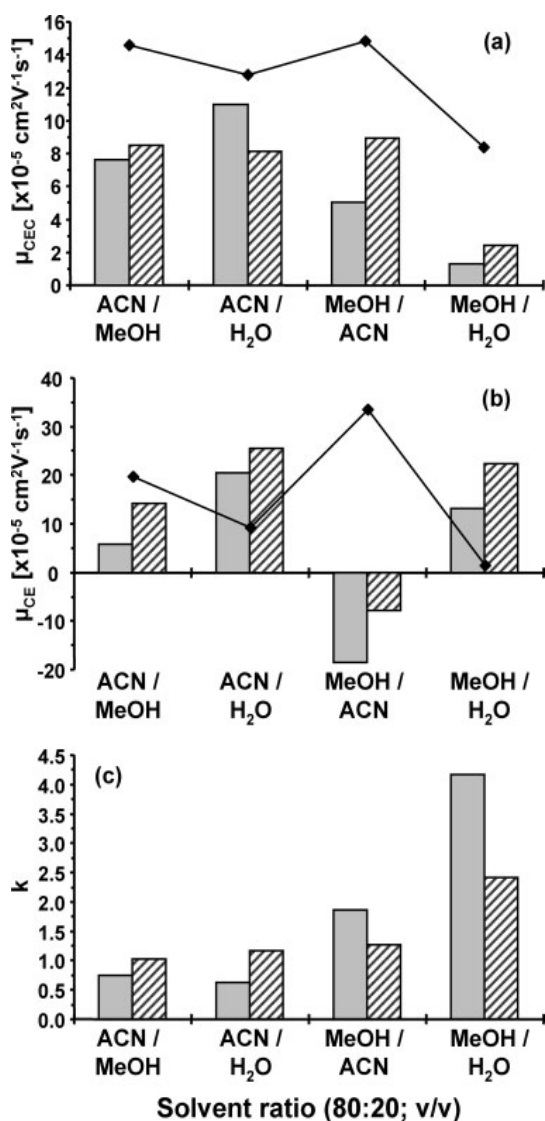 (a)
μCEC [x10⁻⁵ cm²V⁻¹s⁻¹]
16
14
12
10
8
6
4
2
0
ACN / MeOH
ACN / H₂O
MeOH / ACN
MeOH / H₂O
(b)
μCE [x10⁻⁵ cm²V⁻¹s⁻¹]
40
30
20
10
0
-10
-20
ACN / MeOH
ACN / H₂O
MeOH / ACN
MeOH / H₂O
(c)
k
4.5
4.0
3.5
3.0
2.5
2.0
1.5
1.0
0.5
0.0
ACN / MeOH
ACN / H₂O
MeOH / ACN
MeOH / H₂O
Solvent ratio (80:20; v/v)